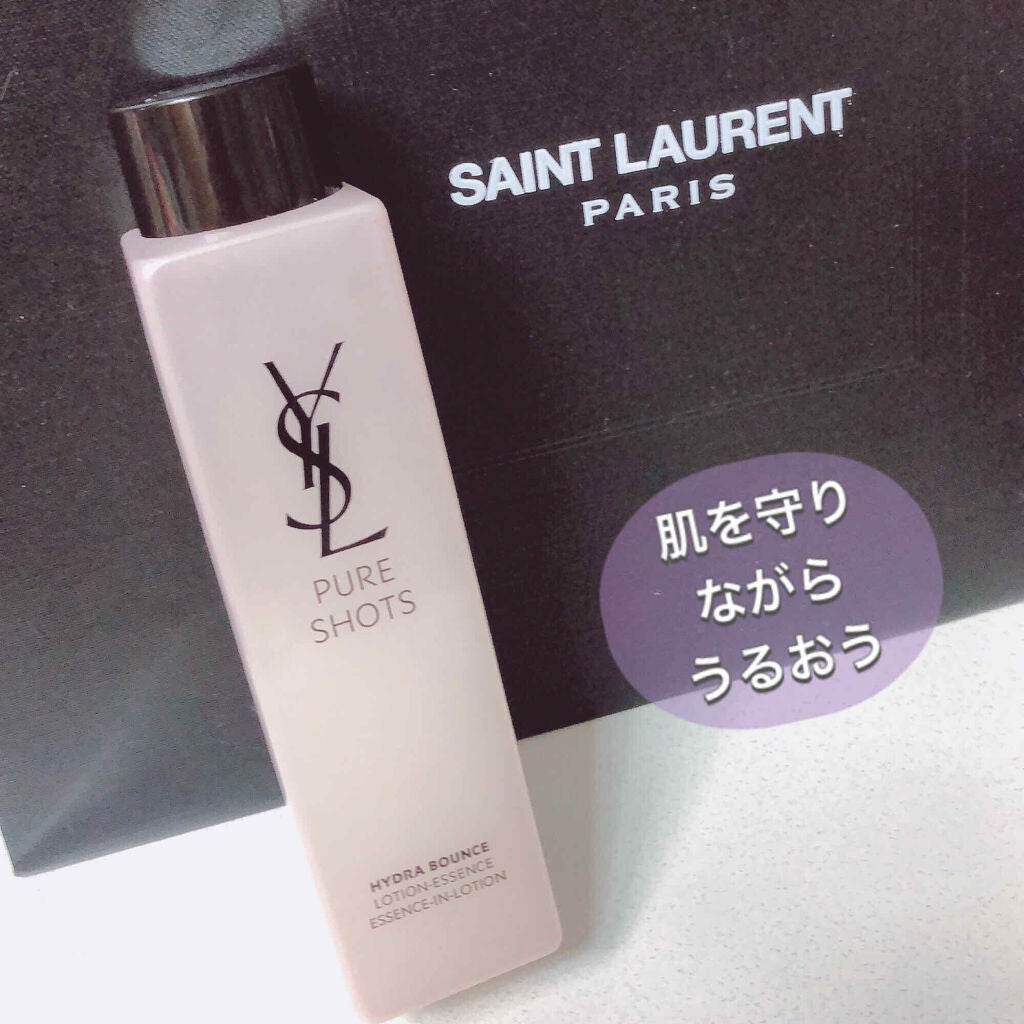 SAINT LAURENT
PARIS
YSL
PURE
SHOTS
肌を守り
ながら
うるおう
HYDRA BOUNCE
LOTION-ESSENCE
ESSENCE-IN-LOTION